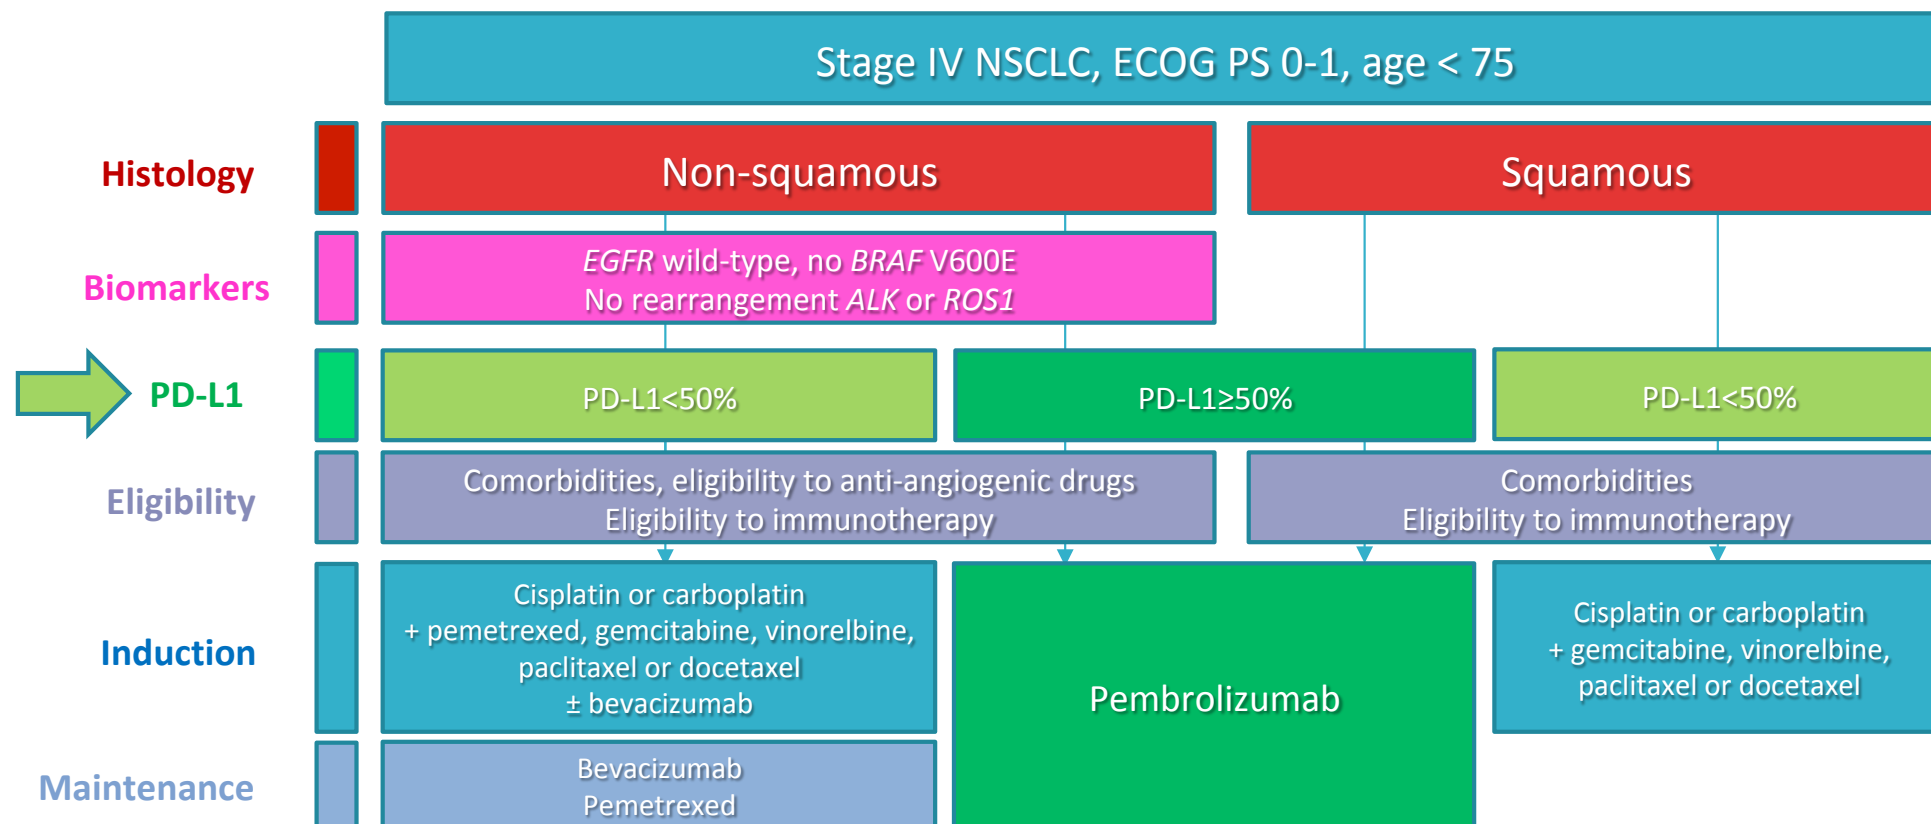 Stage IV NSCLC, ECOG PS 0-1, age < 75
Histology
Non-squamous
Squamous
Biomarkers
EGFR wild-type, no BRAF V600E
No rearrangement ALK or ROS1
PD-L1
PD-L1<50%
PD-L1≥50%
PD-L1<50%
Eligibility
Comorbidities, eligibility to anti-angiogenic drugs
Eligibility to immunotherapy
Comorbidities
Eligibility to immunotherapy
Induction
Cisplatin or carboplatin
+ pemetrexed, gemcitabine, vinorelbine,
paclitaxel or docetaxel
± bevacizumab
Pembrolizumab
Cisplatin or carboplatin
+ gemcitabine, vinorelbine,
paclitaxel or docetaxel
Maintenance
Bevacizumab
Pemetrexed